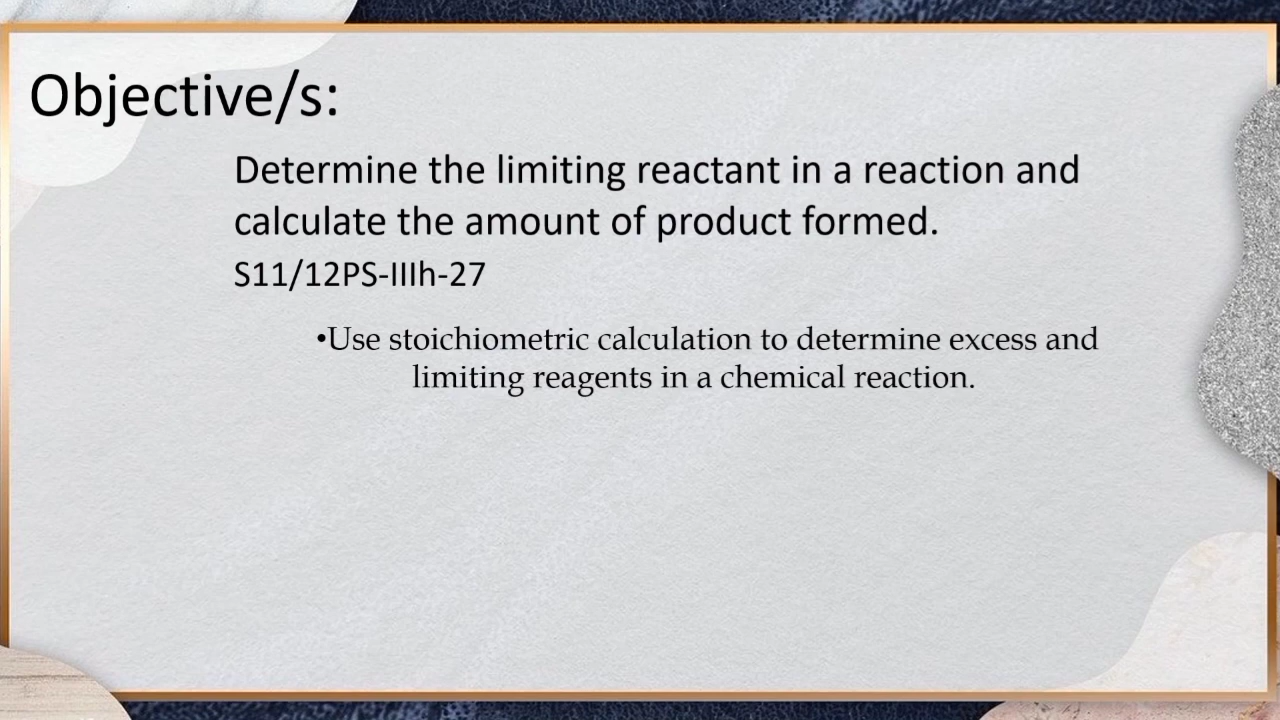 Objective/s:
Determine the limiting reactant in a reaction and
calculate the amount of product formed.
S11/12PS-IIIh-27
•Use stoichiometric calculation to determine excess and
limiting reagents in a chemical reaction.